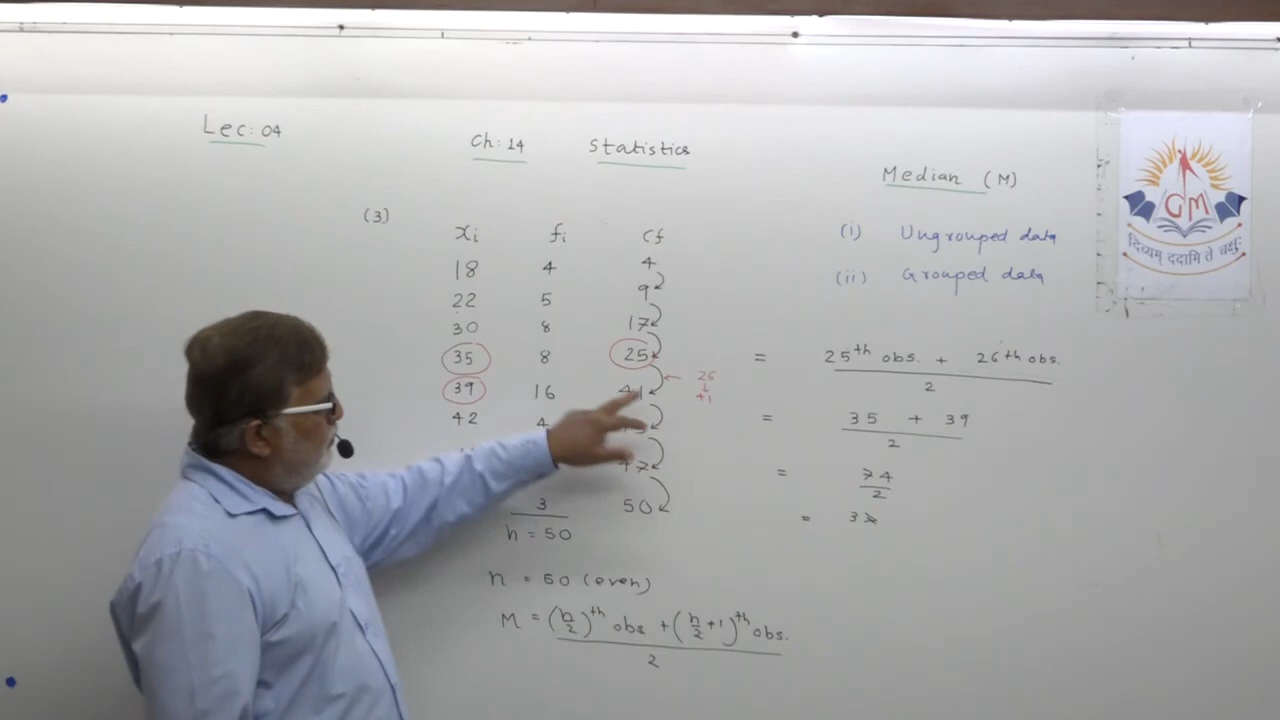 Lec: 04
Ch: 14 Statistics
Median (M)
(i) Ungrouped data
(ii) Grouped data
GM
दिव्यम् ददामि ते चक्षुः
(3)
xi fi cf
18 4 4
22 5 9
30 8 17
35 8 25
39 16 41
26
↓
41
42 4
47
3 50
n = 50
n = 50 (even)
M = (n/2)th obs + (n/2+1)th obs.
2
= 25th obs. + 26th obs.
2
= 35 + 39
2
= 74
2
= 37